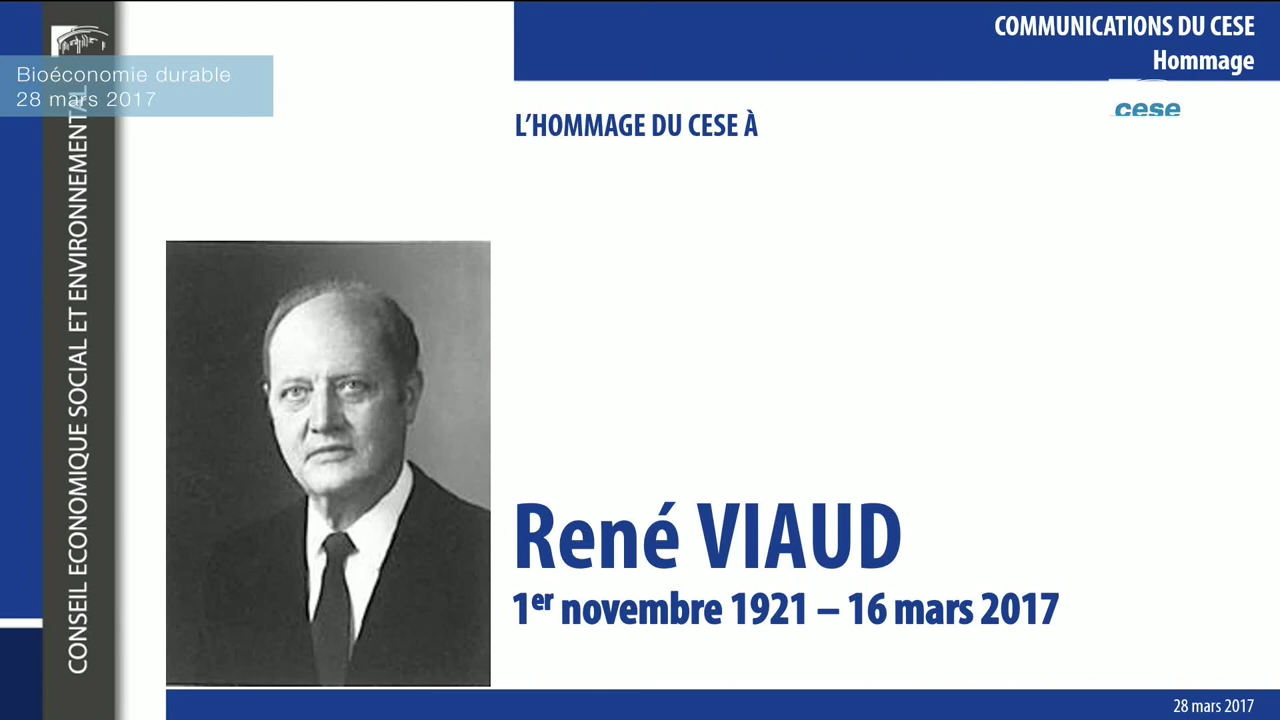 COMMUNICATIONS DU CESE
Hommage
Bioéconomie durable
28 mars 2017
cese
CONSEIL ECONOMIQUE SOCIAL ET ENVIRONNEMENTAL
L'HOMMAGE DU CESE À
René VIAUD
1er novembre 1921 – 16 mars 2017
28 mars 2017